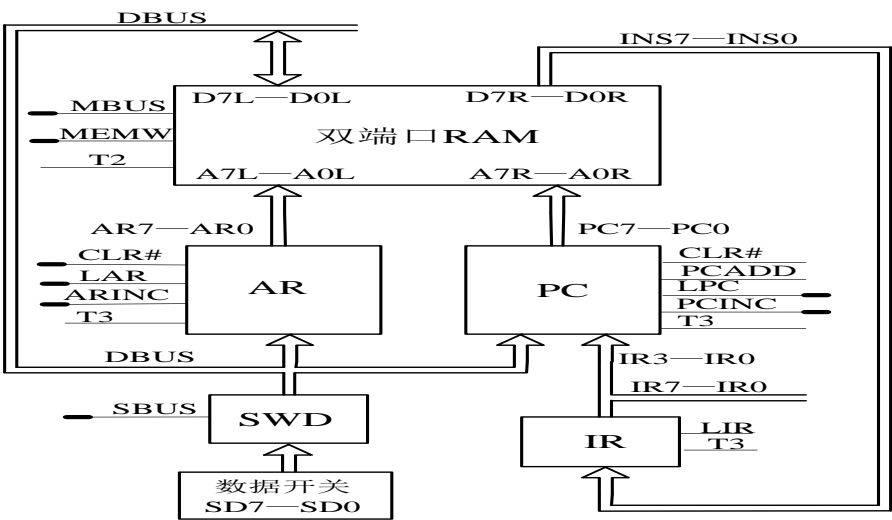 DBUS
INS7—INS0
D7L—D0L
D7R—D0R
MBUS
MEMW
双端口RAM
T2
A7L—A0L
A7R—A0R
AR7—AR0
PC7—PC0
CLR#
LAR
ARINC
T3
AR
PC
CLR#
PCADD
LPC
PCINC
T3
DBUS
IR3—IR0
IR7—IR0
SBUS
SWD
IR
LIR
T3
数据开关
SD7—SD0